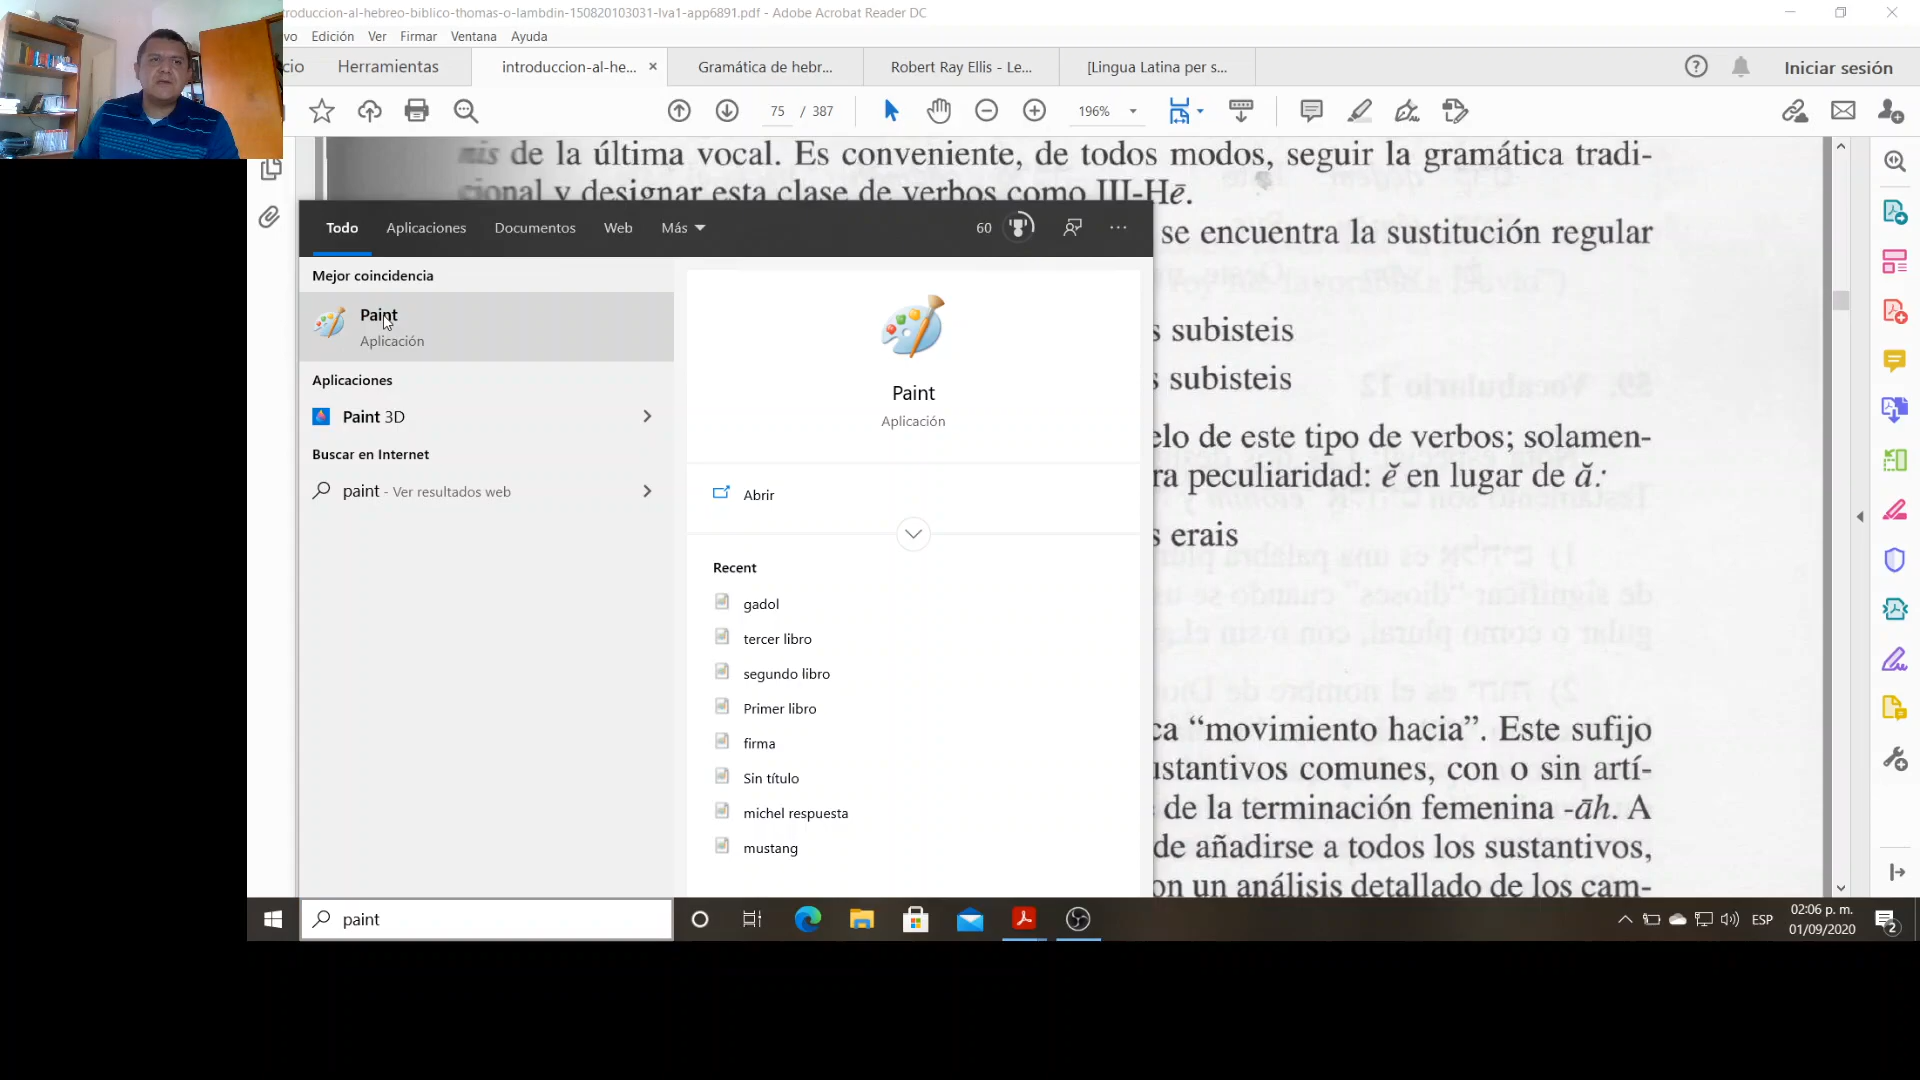 troduccion-al-hebreo-biblico-thomas-o-lambdin-150820103031-lva1-app6891.pdf - Adobe Acrobat Reader DC
vo Edición Ver Firmar Ventana Ayuda
cio Herramientas introduccion-al-he... × Gramática de hebr... Robert Ray Ellis - Le... [Lingua Latina per s... Iniciar sesión
75 / 387 196%
nis de la última vocal. Es conveniente, de todos modos, seguir la gramática tradi-
cional y designar esta clase de verbos como III-Hē.
Todo Aplicaciones Documentos Web Más 60 ...
se encuentra la sustitución regular
Mejor coincidencia
Paint
Aplicación
s subisteis
Aplicaciones
s subisteis
Paint 3D
Paint
Aplicación
elo de este tipo de verbos; solamen-
Buscar en Internet
ra peculiaridad: ĕ en lugar de ă:
paint - Ver resultados web
Abrir
s erais
Recent
gadol
tercer libro
segundo libro
Primer libro
firma
Sin título
michel respuesta
mustang
ca “movimiento hacia”. Este sufijo
ustantivos comunes, con o sin artí-
de la terminación femenina -āh. A
de añadirse a todos los sustantivos,
on un análisis detallado de los cam-
paint
ESP
02:06 p. m.
01/09/2020
2